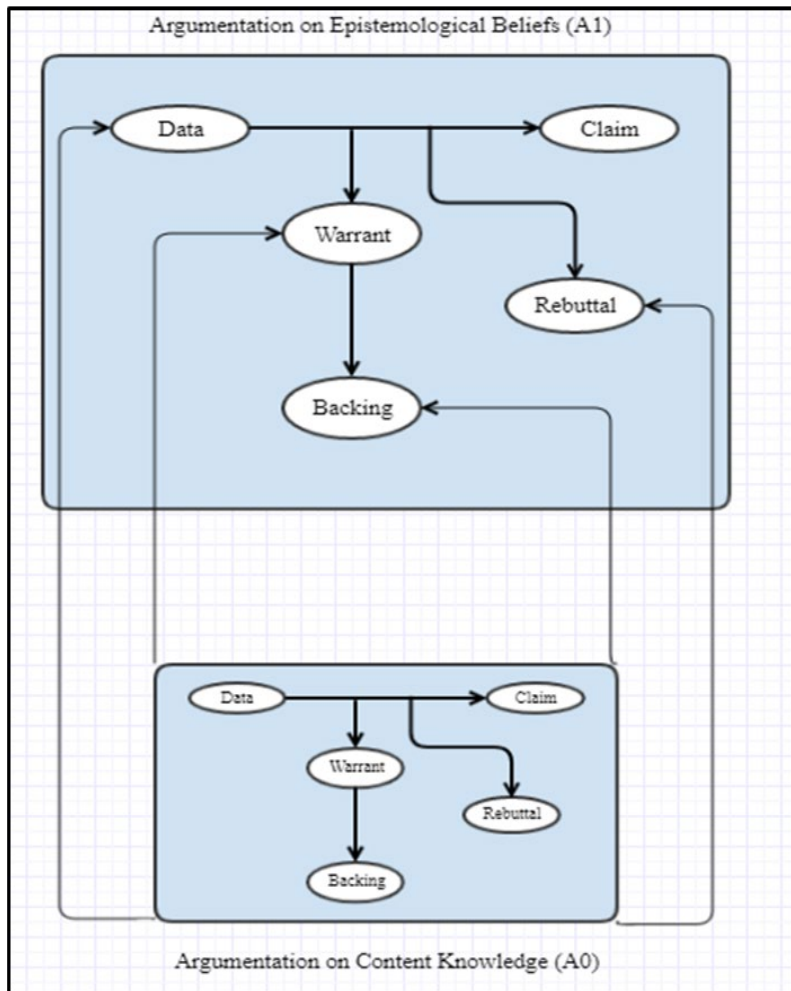 Argumentation on Epistemological Beliefs (A1)
Data
Claim
Warrant
Rebuttal
Backing
Data
Claim
Warrant
Rebuttal
Backing
Argumentation on Content Knowledge (A0)